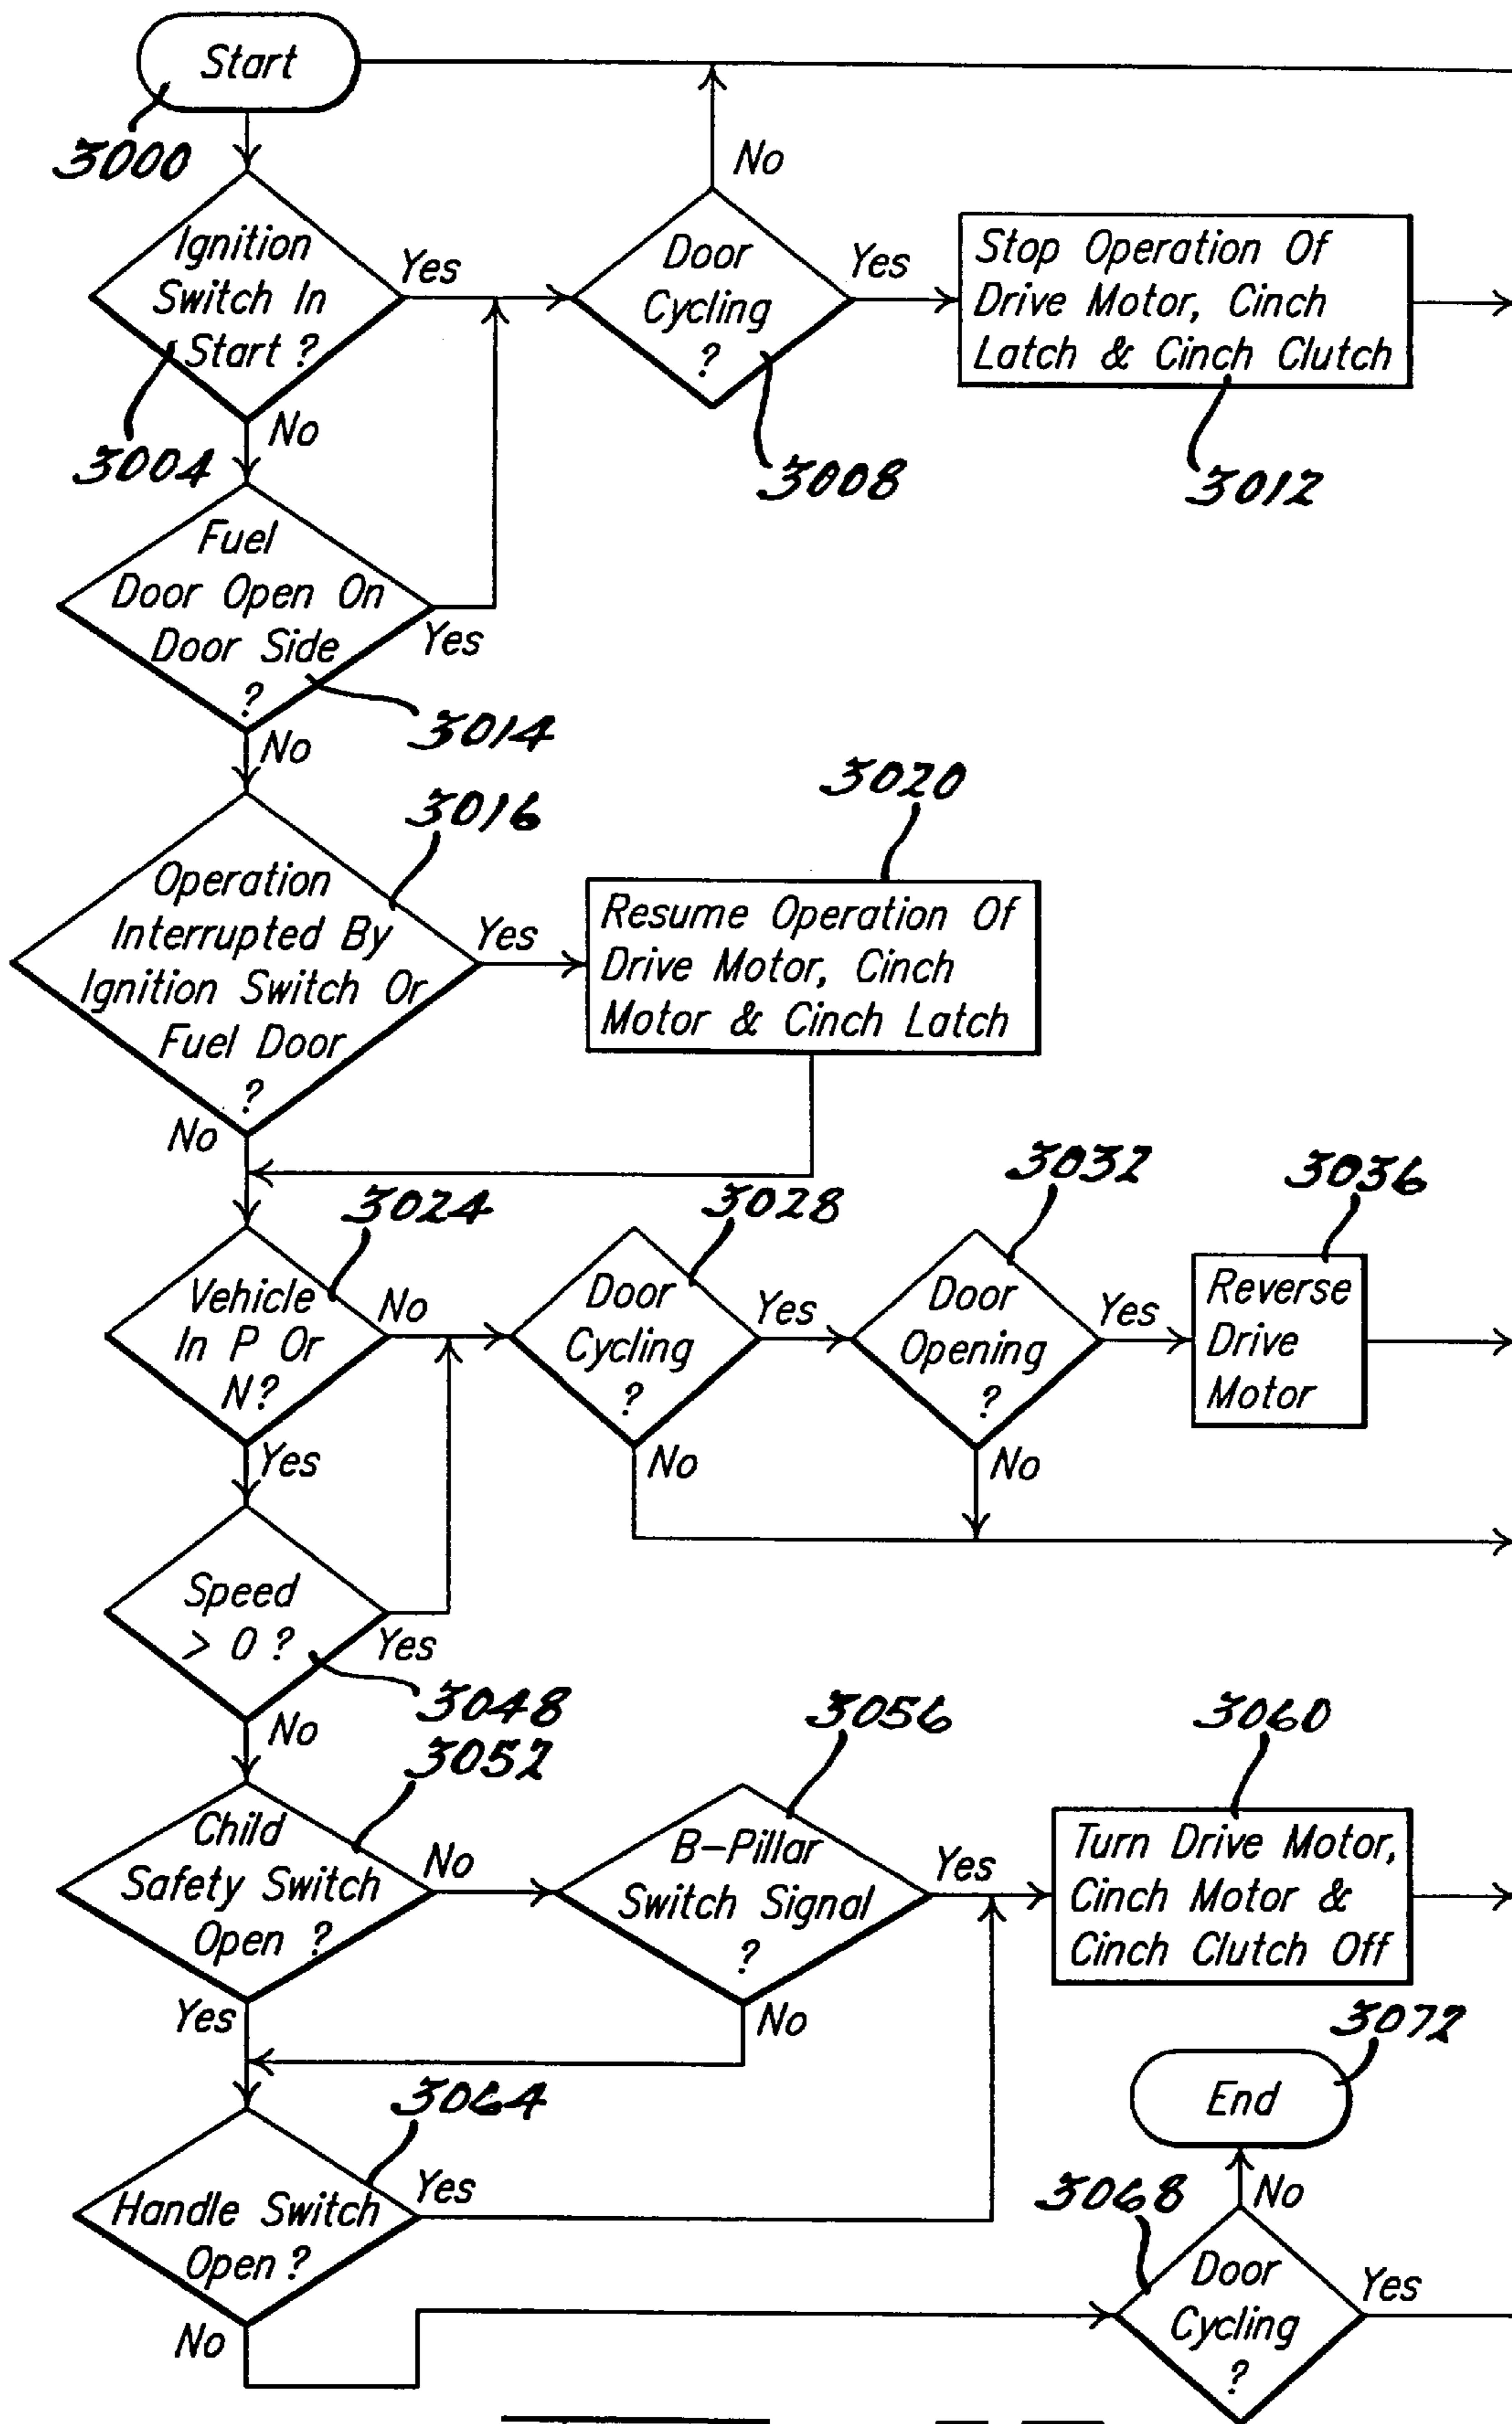 Start
3000
No
Ignition
Switch In
Start ?
Yes
Door
Cycling
?
Yes
Stop Operation Of
Drive Motor, Cinch
Latch & Cinch Clutch
3004
No
3008
3012
Fuel
Door Open On
Door Side
?
Yes
3014
No
3016
3020
Operation
Interrupted By
Ignition Switch Or
Fuel Door
?
Yes
Resume Operation Of
Drive Motor, Cinch
Motor & Cinch Latch
No
3024
3028
3032
3036
Vehicle
In P Or
N?
No
Door
Cycling
?
Yes
Door
Opening
?
Yes
Reverse
Drive
Motor
Yes
No
No
Speed
> 0 ?
Yes
3048
No
3052
3056
3060
Child
Safety Switch
Open ?
No
B-Pillar
Switch Signal
?
Yes
Turn Drive Motor,
Cinch Motor &
Cinch Clutch Off
Yes
No
3072
End
3064
Handle Switch
Open ?
Yes
3068
No
Door
Cycling
?
Yes
No